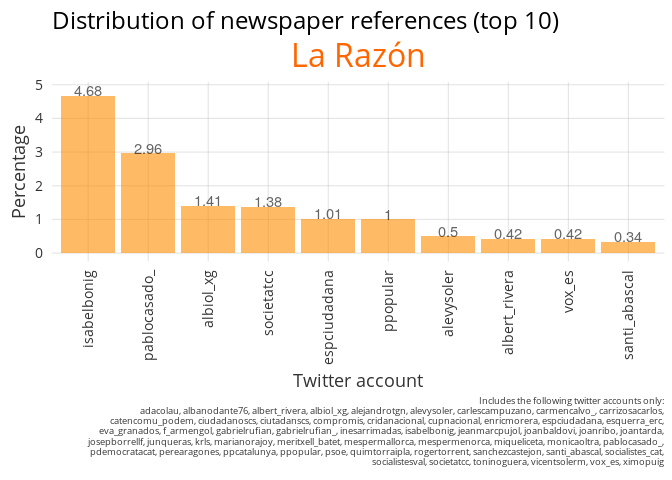 Distribution of newspaper references (top 10)
La Razón
5
4
3
2
1
0
Percentage
4.68
2.96
1.41
1.38
1.01
1
0.5
0.42
0.42
0.34
isabelbonig
pablocasado_
albiol_xg
societatcc
espciudadana
ppopular
alevysoler
albert_rivera
vox_es
santi_abascal
Twitter account
Includes the following twitter accounts only:
adacolau, albanodante76, albert_rivera, albiol_xg, alejandrotgn, alevysoler, carlescampuzano, carmencalvo_, carrizosacarlos,
catencomu_podem, ciudadanoscs, ciutadanscs, compromis, cridanacional, cupnacional, enricmorera, espciudadana, esquerra_erc,
eva_granados, f_armengol, gabrielrufian, gabrielrufian_, inesarrimadas, isabelbonig, jeanmarcpujol, joanbaldovi, joanribo, joantarda,
josepborrellf, junqueras, krls, marianorajoy, meritxell_batet, mespermallorca, mespermenorca, miqueliceta, monicaoltra, pablocasado_,
pdemocratacat, perearagones, ppcatalunya, ppopular, psoe, quimtorraipla, rogertorrent, sanchezcastejon, santi_abascal, socialistes_cat,
socialistesval, societatcc, toninoguera, vicentsolerm, vox_es, ximopuig